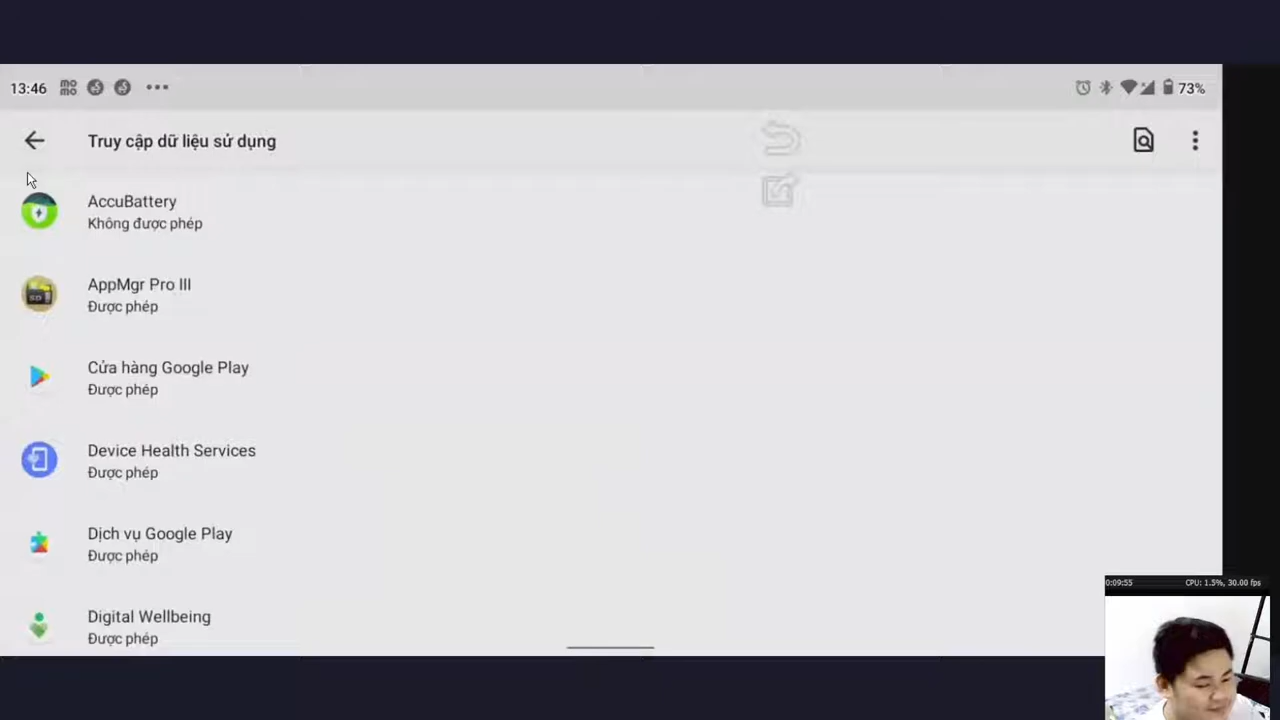 13:46
73%
Truy cập dữ liệu sử dụng
AccuBattery
Không được phép
AppMgr Pro III
Được phép
Cửa hàng Google Play
Được phép
Device Health Services
Được phép
Dịch vụ Google Play
Được phép
Digital Wellbeing
Được phép
0:09:55 CPU: 1.5%, 30.00 fps